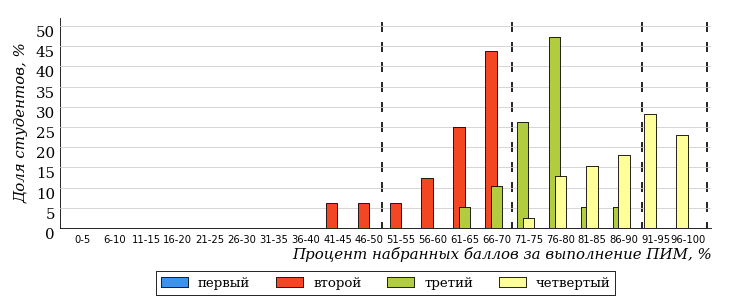 Доля студентов, %
50
45
40
35
30
25
20
15
10
5
0
0-5 6-10 11-15 16-20 21-25 26-30 31-35 36-40 41-45 46-50 51-55 56-60 61-65 66-70 71-75 76-80 81-85 86-90 91-95 96-100
Процент набранных баллов за выполнение ПИМ, %
первый второй третий четвертый